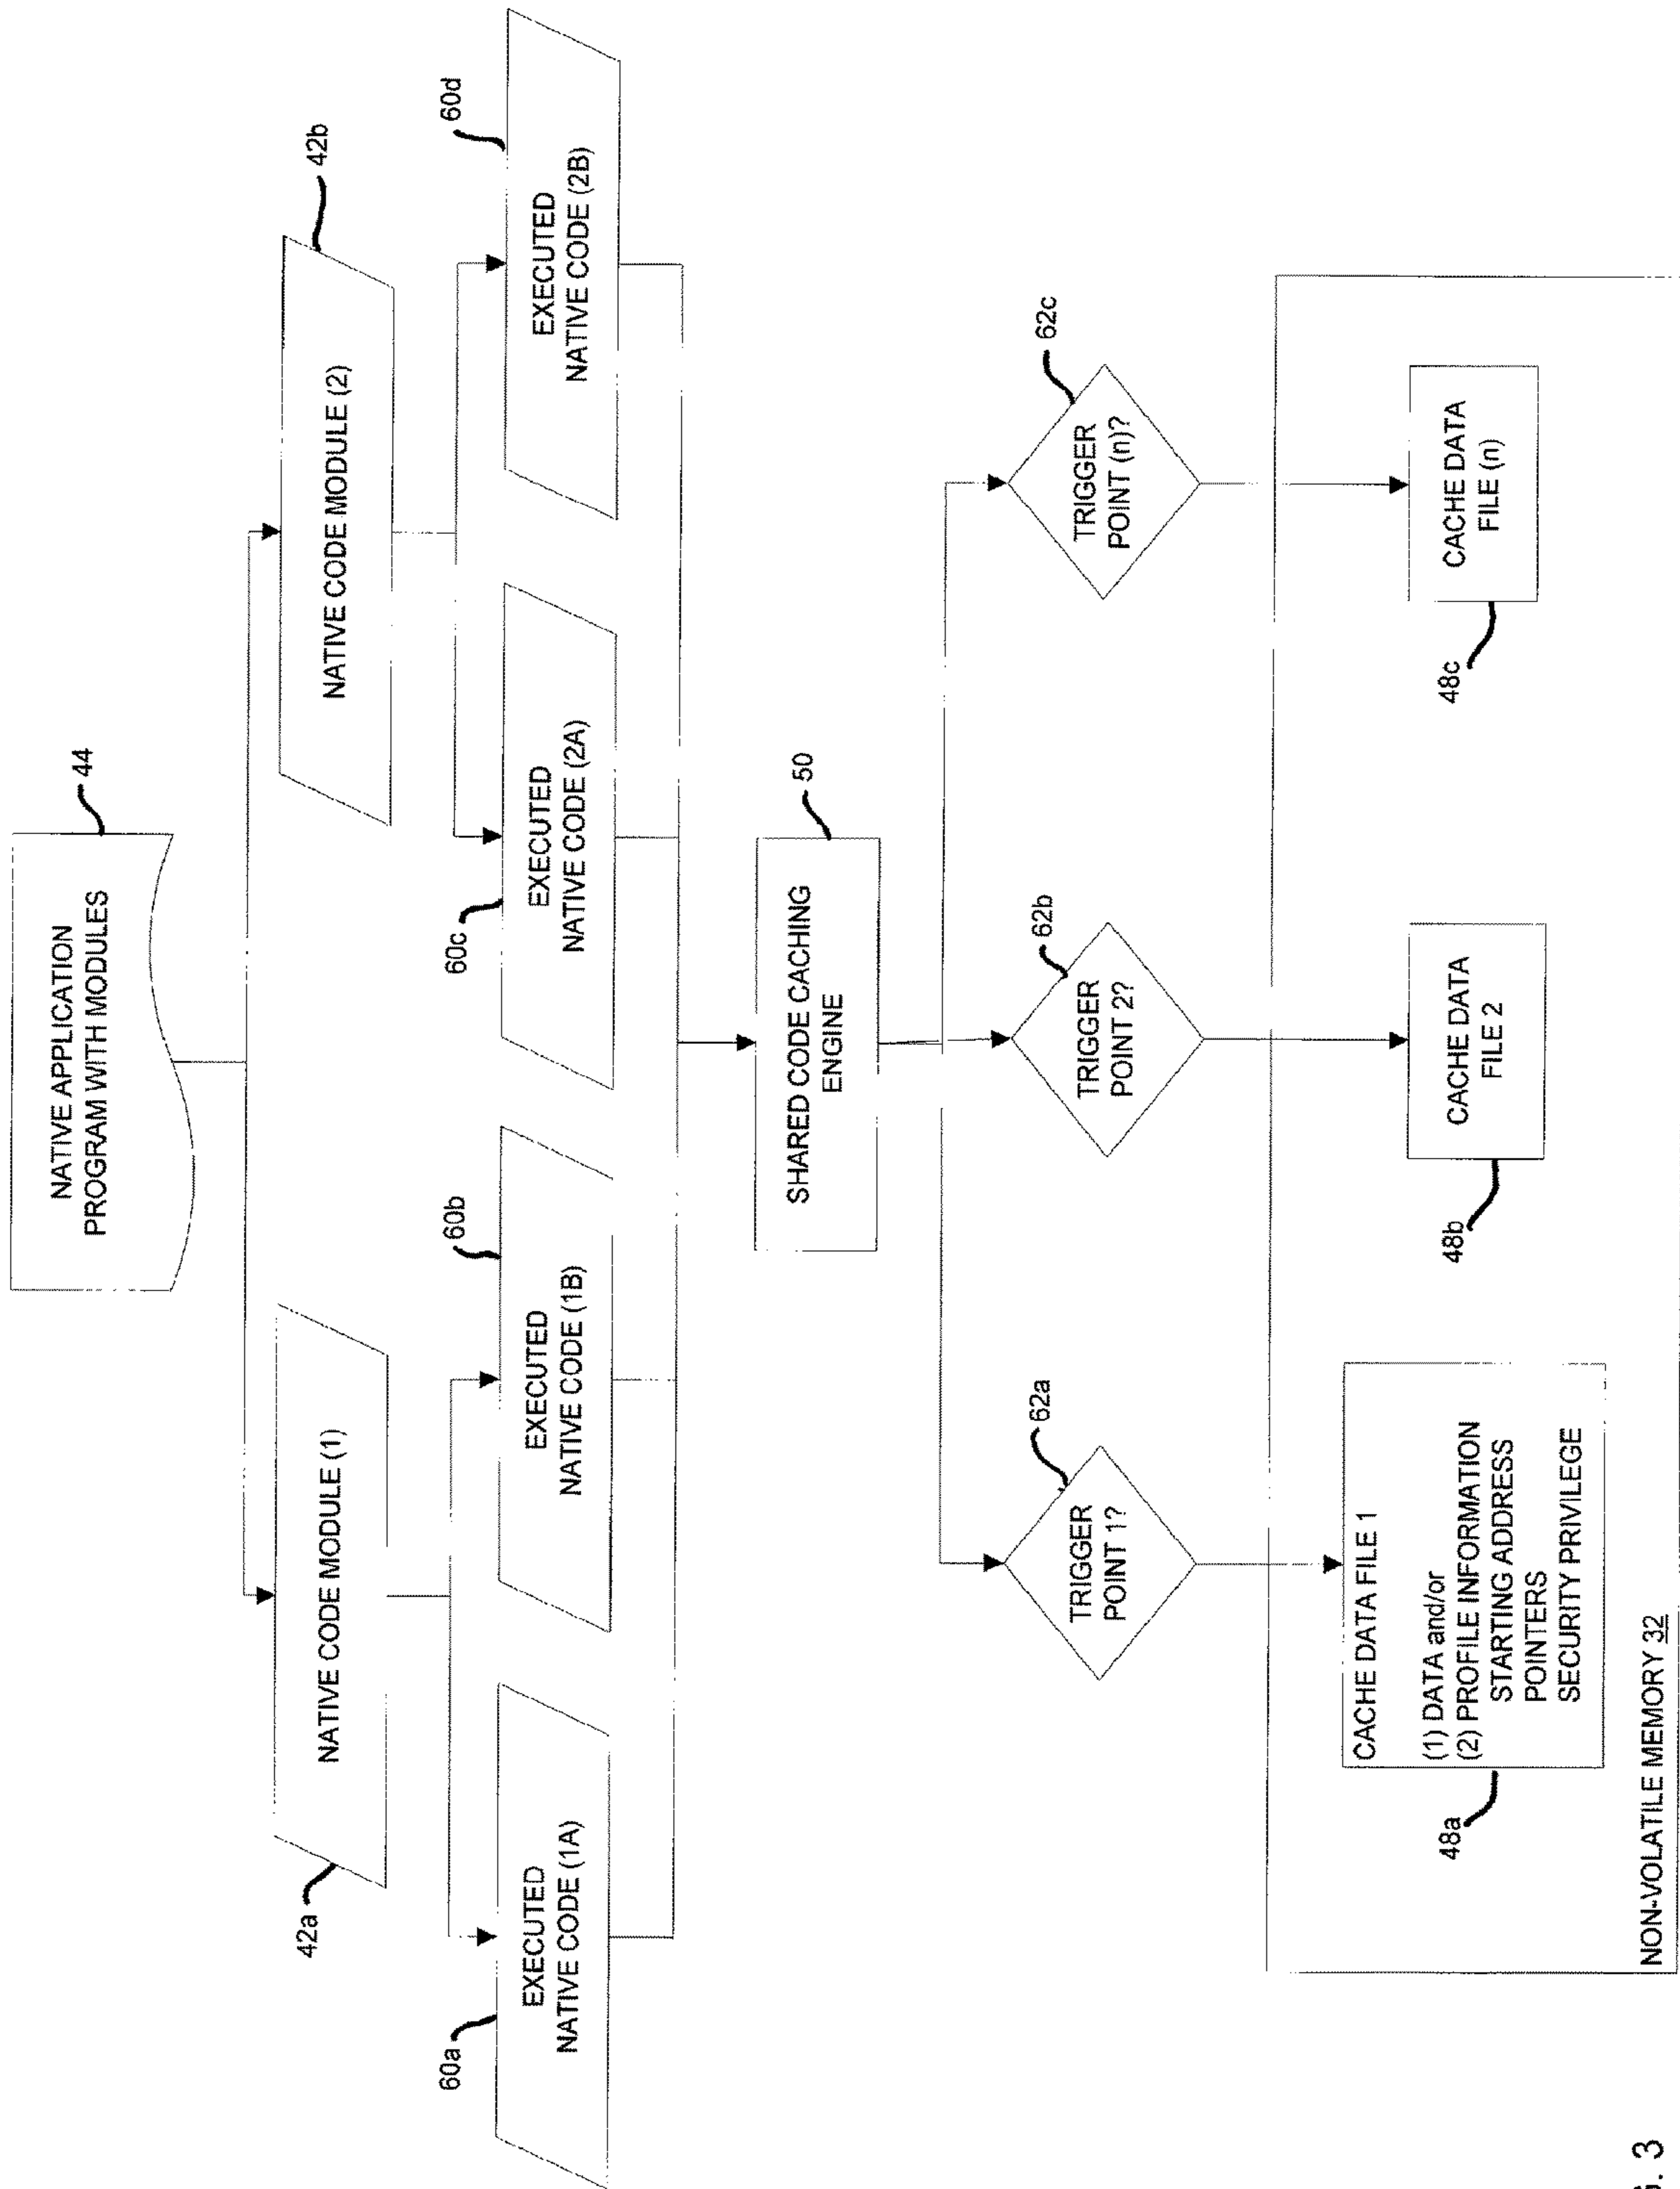 44
NATIVE APPLICATION
PROGRAM WITH MODULES
42a
NATIVE CODE MODULE (1)
42b
NATIVE CODE MODULE (2)
60a
EXECUTED
NATIVE CODE (1A)
60b
EXECUTED
NATIVE CODE (1B)
60c
EXECUTED
NATIVE CODE (2A)
60d
EXECUTED
NATIVE CODE (2B)
50
SHARED CODE CACHING
ENGINE
62a
TRIGGER
POINT 1?
62b
TRIGGER
POINT 2?
62c
TRIGGER
POINT (n)?
48a
CACHE DATA FILE 1
(1) DATA and/or
(2) PROFILE INFORMATION
STARTING ADDRESS
POINTERS
SECURITY PRIVILEGE
48b
CACHE DATA
FILE 2
48c
CACHE DATA
FILE (n)
NON-VOLATILE MEMORY 32
G. 3